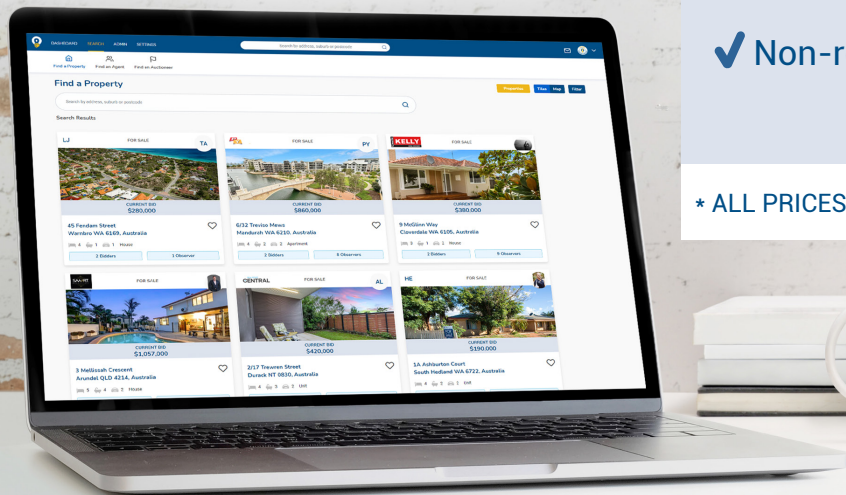 DASHBOARD SEARCH ADMIN SETTINGS
Search by address, suburb or postcode
Find a Property Find an Agent Find an Auctioneer
Find a Property
Properties Tiles Map Filter
Search by address, suburb or postcode
Search Results
LJ FOR SALE TA
FOR SALE PY
KELLY FOR SALE
CURRENT BID
$280,000
CURRENT BID
$860,000
CURRENT BID
$380,000
45 Fendam Street
Warnbro WA 6169, Australia
4 1 1 House
2 Bidders 1 Observer
6/32 Treviso Mews
Mandurah WA 6210, Australia
4 2 2 Apartment
2 Bidders 6 Observers
9 McGlinn Way
Cloverdale WA 6105, Australia
3 1 2 House
3 Bidders 9 Observers
FOR SALE
CENTRAL FOR SALE AL
HE FOR SALE
CURRENT BID
$1,057,000
CURRENT BID
$420,000
CURRENT BID
$190,000
3 Mellissah Crescent
Arundel QLD 4214, Australia
5 4 2 House
2/17 Trewren Street
Durack NT 0830, Australia
4 2 2 Unit
1A Ashburton Court
South Hedland WA 6722, Australia
4 2 2 Unit
✓ Non-r
* ALL PRICES